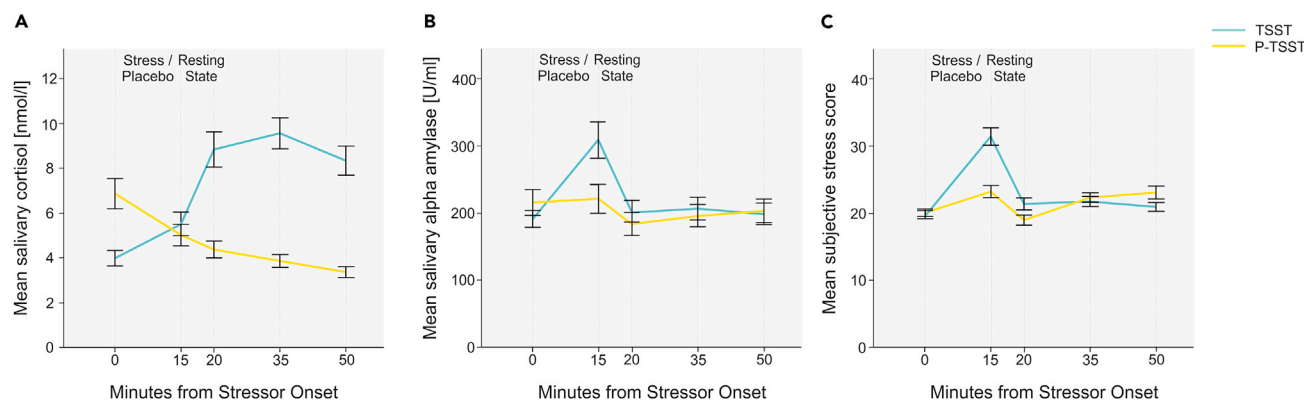 A
Mean salivary cortisol [nmol/l]
Stress / Resting
Placebo State
12
10
8
6
4
2
0
0 15 20 35 50
Minutes from Stressor Onset
B
Mean salivary alpha amylase [U/ml]
Stress / Resting
Placebo State
400
300
200
100
0
0 15 20 35 50
Minutes from Stressor Onset
C
Mean subjective stress score
Stress / Resting
Placebo State
40
30
20
10
0
0 15 20 35 50
Minutes from Stressor Onset
TSST
P-TSST